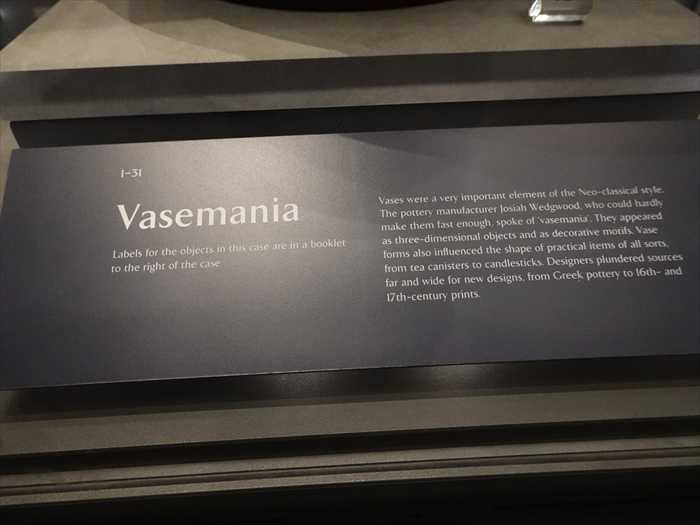 1–31
Vasemania
Labels for the objects in this case are in a booklet
to the right of the case
Vases were a very important element of the Neo-classical style.
The pottery manufacturer Josiah Wedgwood, who could hardly
make them fast enough, spoke of 'vasemania'. They appeared
as three-dimensional objects and as decorative motifs. Vase
forms also influenced the shape of practical items of all sorts,
from tea canisters to candlesticks. Designers plundered sources
far and wide for new designs, from Greek pottery to 16th- and
17th-century prints.